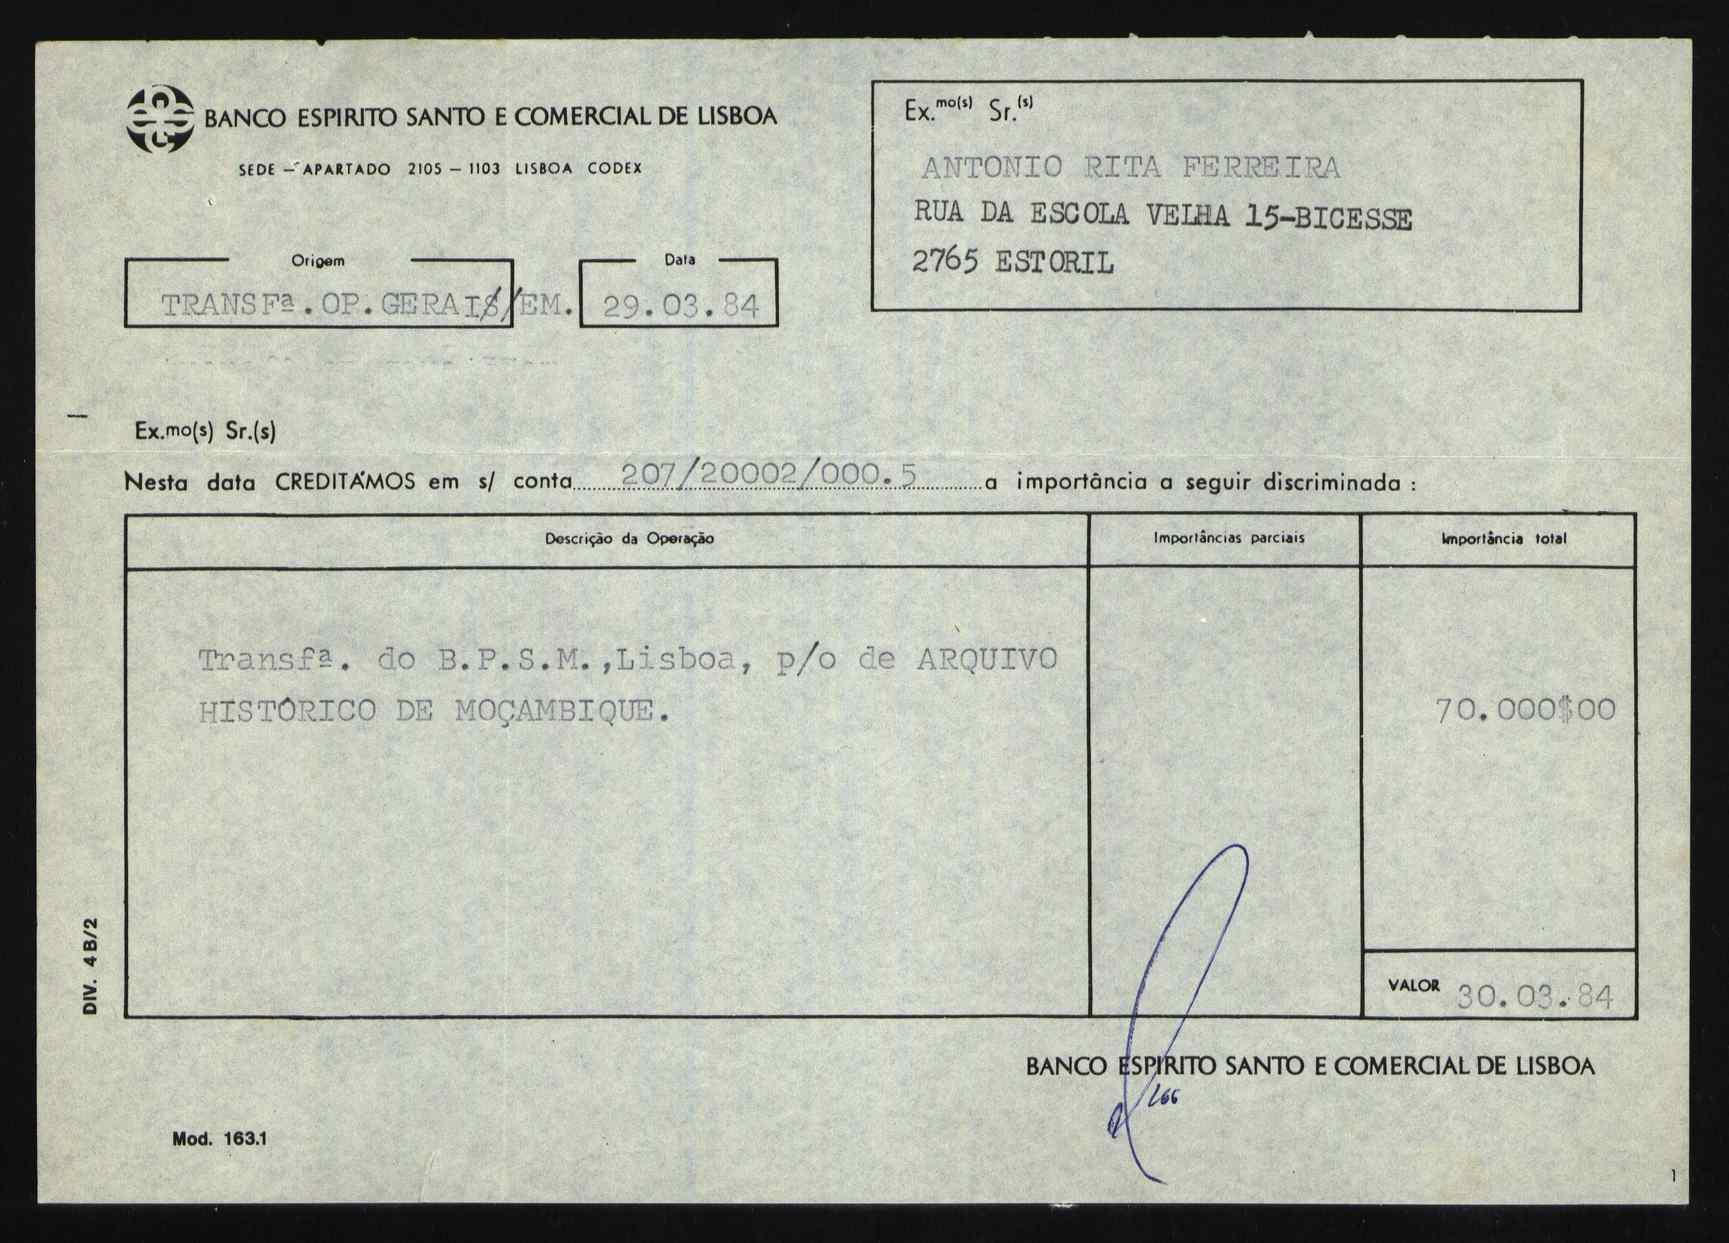 BANCO ESPIRITO SANTO E COMERCIAL DE LISBOA
SEDE – APARTADO 2105 – 1103 LISBOA CODEX
Ex.mo(s) Sr.(s)
ANTONIO RITA FERREIRA
RUA DA ESCOLA VELHA 15-BICESSE
2765 ESTORIL
Origem
TRANSFª.OP.GERAIS/EM.
Data
29.03.84
Ex.mo(s) Sr.(s)
Nesta data CREDITÁMOS em s/ conta 207/20002/000.5 a importância a seguir discriminada :
Descrição da Operação
Importâncias parciais
Importância total
Transfª. do B.P.S.M.,Lisboa, p/o de ARQUIVO
HISTÓRICO DE MOÇAMBIQUE.
70.000$00
VALOR 30.03.84
DIV. 4B/2
BANCO ESPIRITO SANTO E COMERCIAL DE LISBOA
Mod. 163.1
1